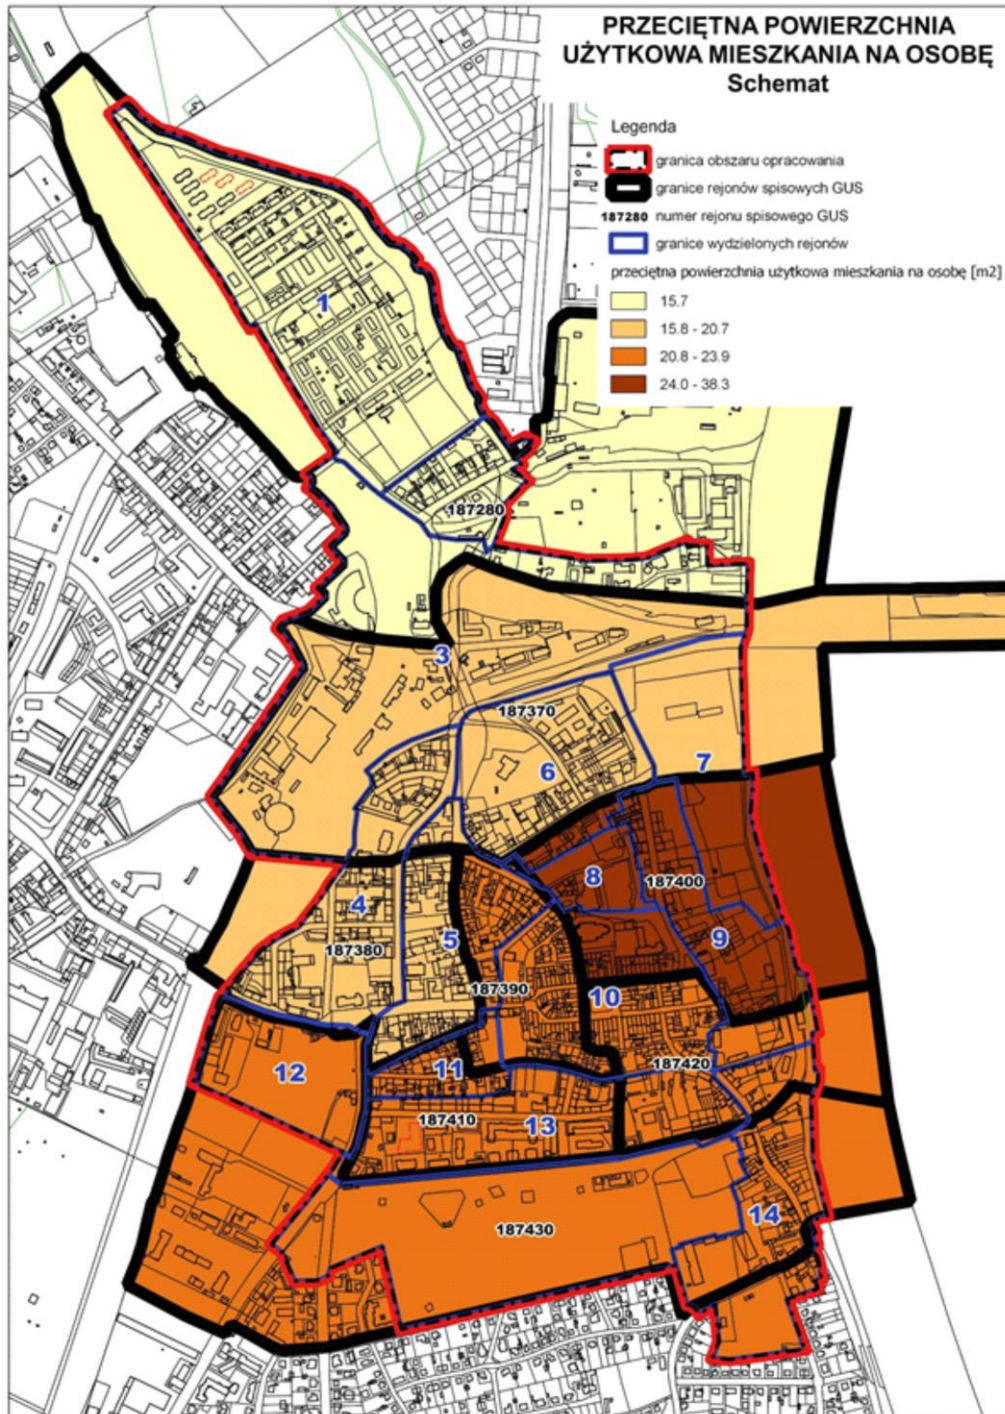 PRZECIĘTNA POWIERZCHNIA
UŻYTKOWA MIESZKANIA NA OSOBĘ
Schemat
Legenda
granica obszaru opracowania
granice rejonów spisowych GUS
187280 numer rejonu spisowego GUS
granice wydzielonych rejonów
przeciętna powierzchnia użytkowa mieszkania na osobę [m2]
15.7
15.8 - 20.7
20.8 - 23.9
24.0 - 38.3
1
187280
3
187370
6
7
8
187400
4
5
9
187380
187390
10
187420
11
12
187410
13
14
187430